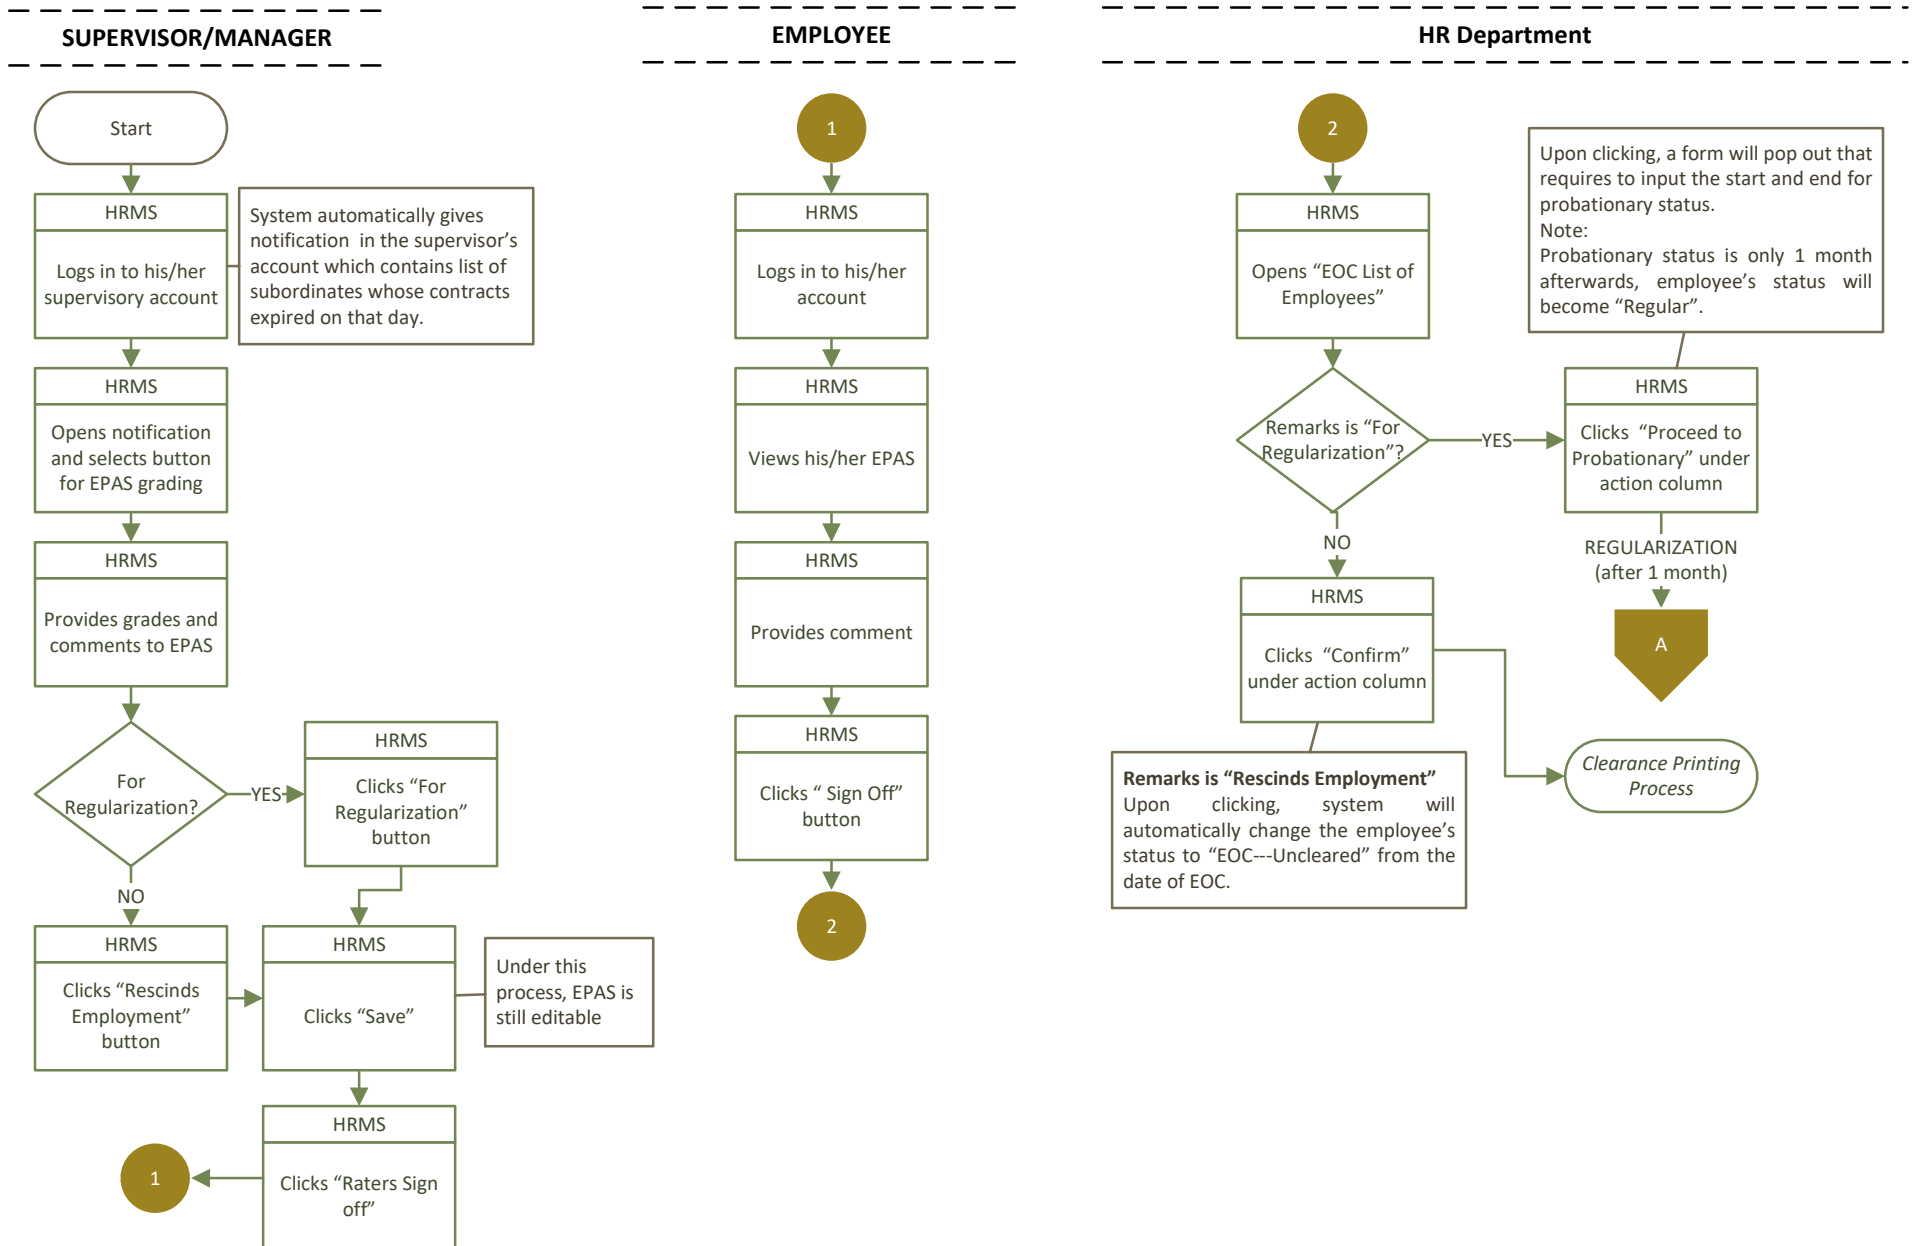 SUPERVISOR/MANAGER
Start
HRMS
Logs in to his/her
supervisory account
System automatically gives
notification in the supervisor's
account which contains list of
subordinates whose contracts
expired on that day.
HRMS
Opens notification
and selects button
for EPAS grading
HRMS
Provides grades and
comments to EPAS
For
Regularization?
YES
HRMS
Clicks “For
Regularization”
button
NO
HRMS
Clicks “Rescinds
Employment”
button
HRMS
Clicks “Save”
Under this
process, EPAS is
still editable
HRMS
Clicks “Raters Sign
off”
1
EMPLOYEE
1
HRMS
Logs in to his/her
account
HRMS
Views his/her EPAS
HRMS
Provides comment
HRMS
Clicks “ Sign Off”
button
2
HR Department
2
HRMS
Opens “EOC List of
Employees”
Remarks is “For
Regularization”?
YES
Upon clicking, a form will pop out that
requires to input the start and end for
probationary status.
Note:
Probationary status is only 1 month
afterwards, employee's status will
become “Regular”.
HRMS
Clicks “Proceed to
Probationary” under
action column
REGULARIZATION
(after 1 month)
A
NO
HRMS
Clicks “Confirm”
under action column
Remarks is “Rescinds Employment”
Upon clicking, system will
automatically change the employee's
status to “EOC---Uncleared” from the
date of EOC.
Clearance Printing
Process